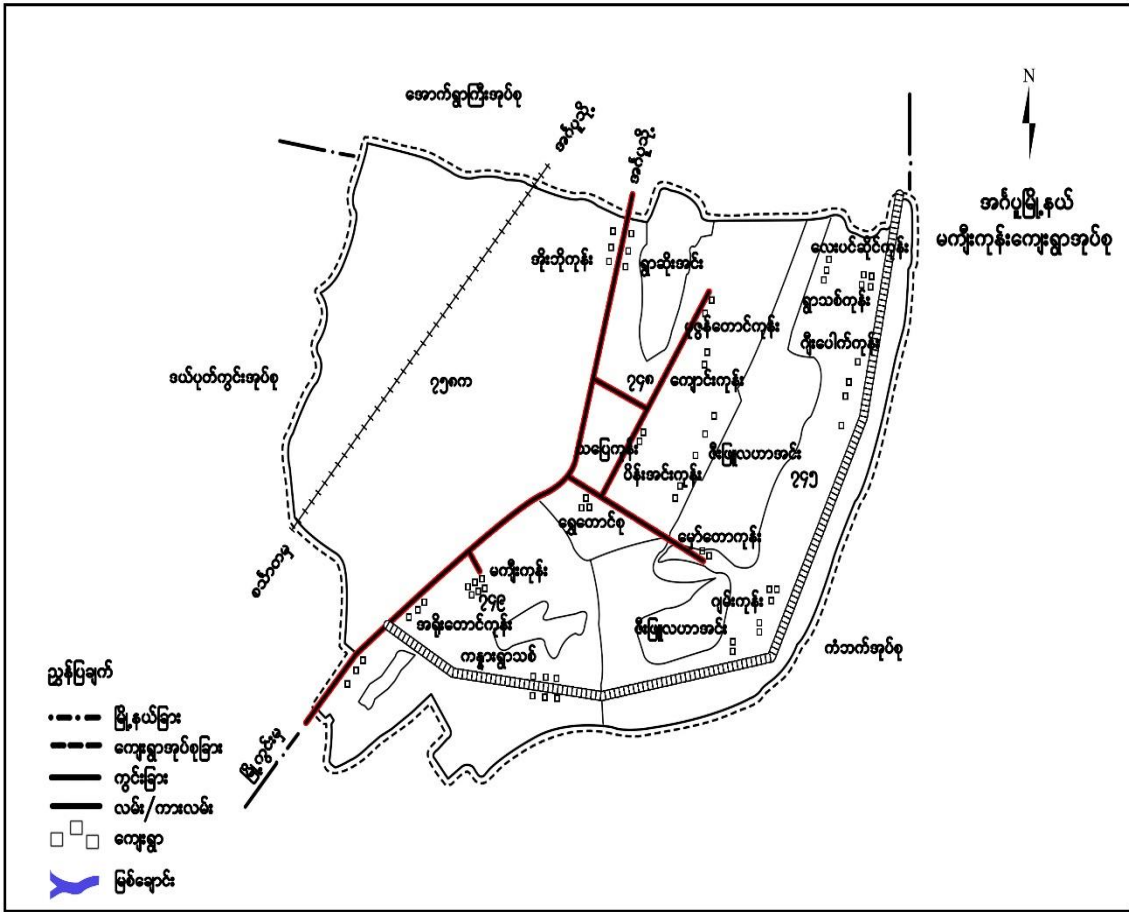 N
အင်္ဂပူမြို့နယ်
မကျီးကုန်းကျေးရွာအုပ်စု
အောက်ရွာကြီးအုပ်စု
အင်္ဂပူသို့
အင်္ဂပူသို့
အိုးဘိုကုန်း
ရွာဆိုးအင်း
လေးပင်ဆိုင်ကုန်း
ရွာသစ်ကုန်း
ပုဇွန်တောင်ကုန်း
ဂျီးပေါက်ကုန်း
ဒယ်ပုတ်ကွင်းအုပ်စု
၇၅၈က
၇၄၈
ကျောင်းကုန်း
သပြေကုန်း
ဇီးဖြူလဟာအင်း
ပိန်းအင်းကုန်း
၇၄၅
ရွှေတောင်စု
မှော်တောကုန်း
မကျီးကုန်း
၇၄၉
ဂျမ်းကုန်း
အရိုးတောင်ကုန်း
ဇီးဖြူလဟာအင်း
ကန္နားရွာသစ်
ကံဘက်အုပ်စု
မြို့ကွင်းမှ
ညွှန်ပြချက်
မြို့နယ်ခြား
ကျေးရွာအုပ်စုခြား
ကွင်းခြား
လမ်း/ကားလမ်း
ကျေးရွာ
မြစ်ချောင်း